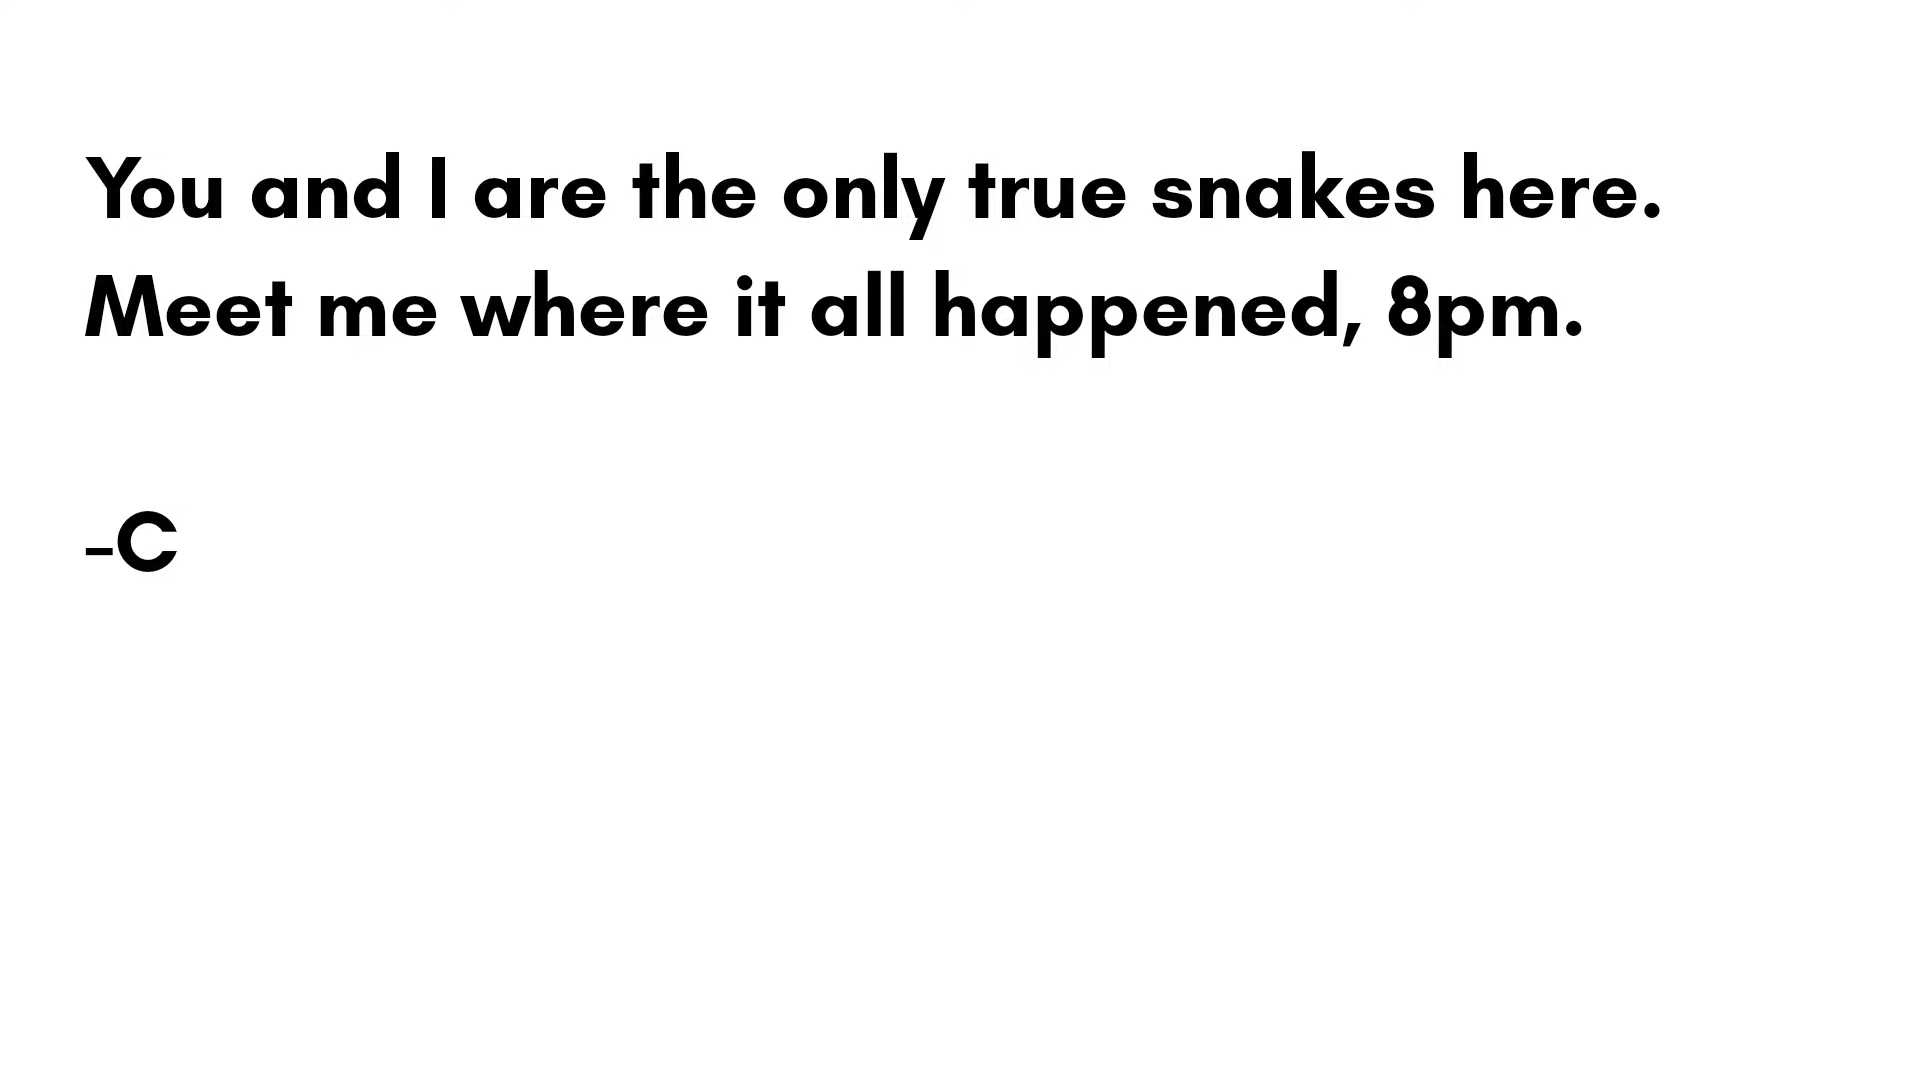 You and I are the only true snakes here.
Meet me where it all happened, 8pm.
-C